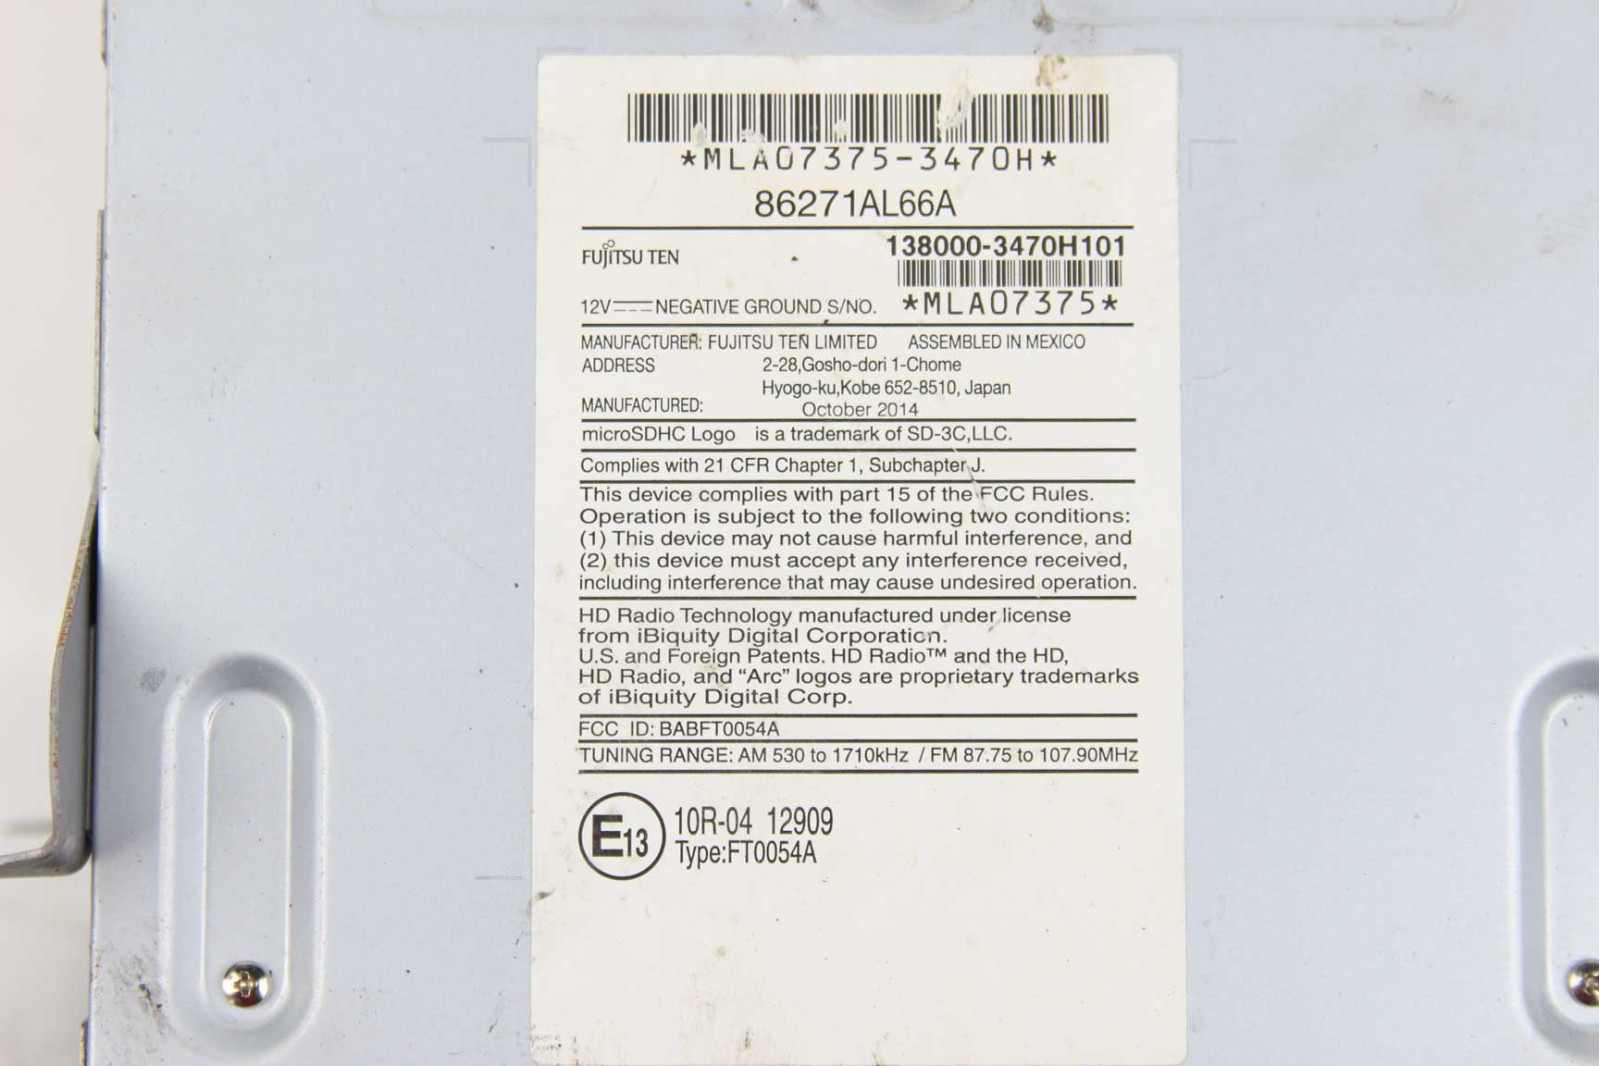 *MLA07375-3470H*
86271AL66A
FUJITSU TEN
138000-3470H101
12V NEGATIVE GROUND S/NO. *MLA07375*
MANUFACTURER: FUJITSU TEN LIMITED ASSEMBLED IN MEXICO
ADDRESS 2-28,Gosho-dori 1-Chome
Hyogo-ku,Kobe 652-8510, Japan
MANUFACTURED: October 2014
microSDHC Logo is a trademark of SD-3C,LLC.
Complies with 21 CFR Chapter 1, Subchapter J.
This device complies with part 15 of the FCC Rules.
Operation is subject to the following two conditions:
(1) This device may not cause harmful interference, and
(2) this device must accept any interference received,
including interference that may cause undesired operation.
HD Radio Technology manufactured under license
from iBiquity Digital Corporation.
U.S. and Foreign Patents. HD Radio™ and the HD,
HD Radio, and “Arc” logos are proprietary trademarks
of iBiquity Digital Corp.
FCC ID: BABFT0054A
TUNING RANGE: AM 530 to 1710kHz / FM 87.75 to 107.90MHz
E13 10R-04 12909
Type:FT0054A